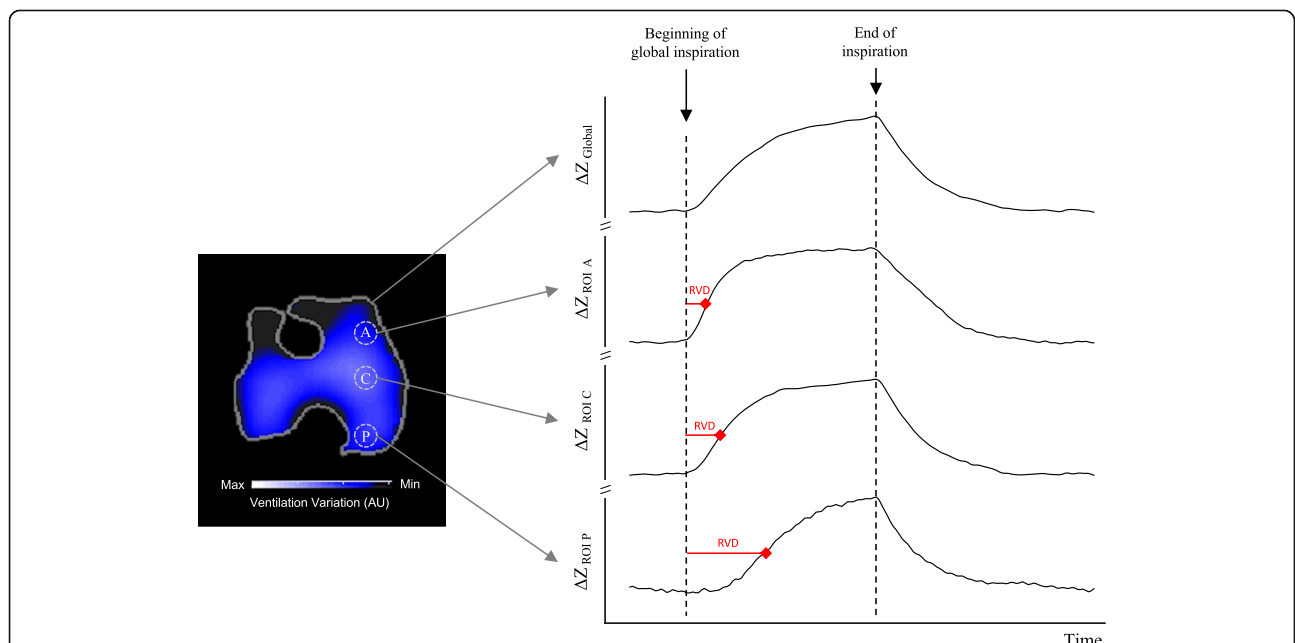 Beginning of
global inspiration
End of
inspiration
ΔZ Global
ΔZ ROI A
RVD
ΔZ ROI C
RVD
ΔZ ROI P
RVD
A
C
P
Max
Min
Ventilation Variation (AU)
Time